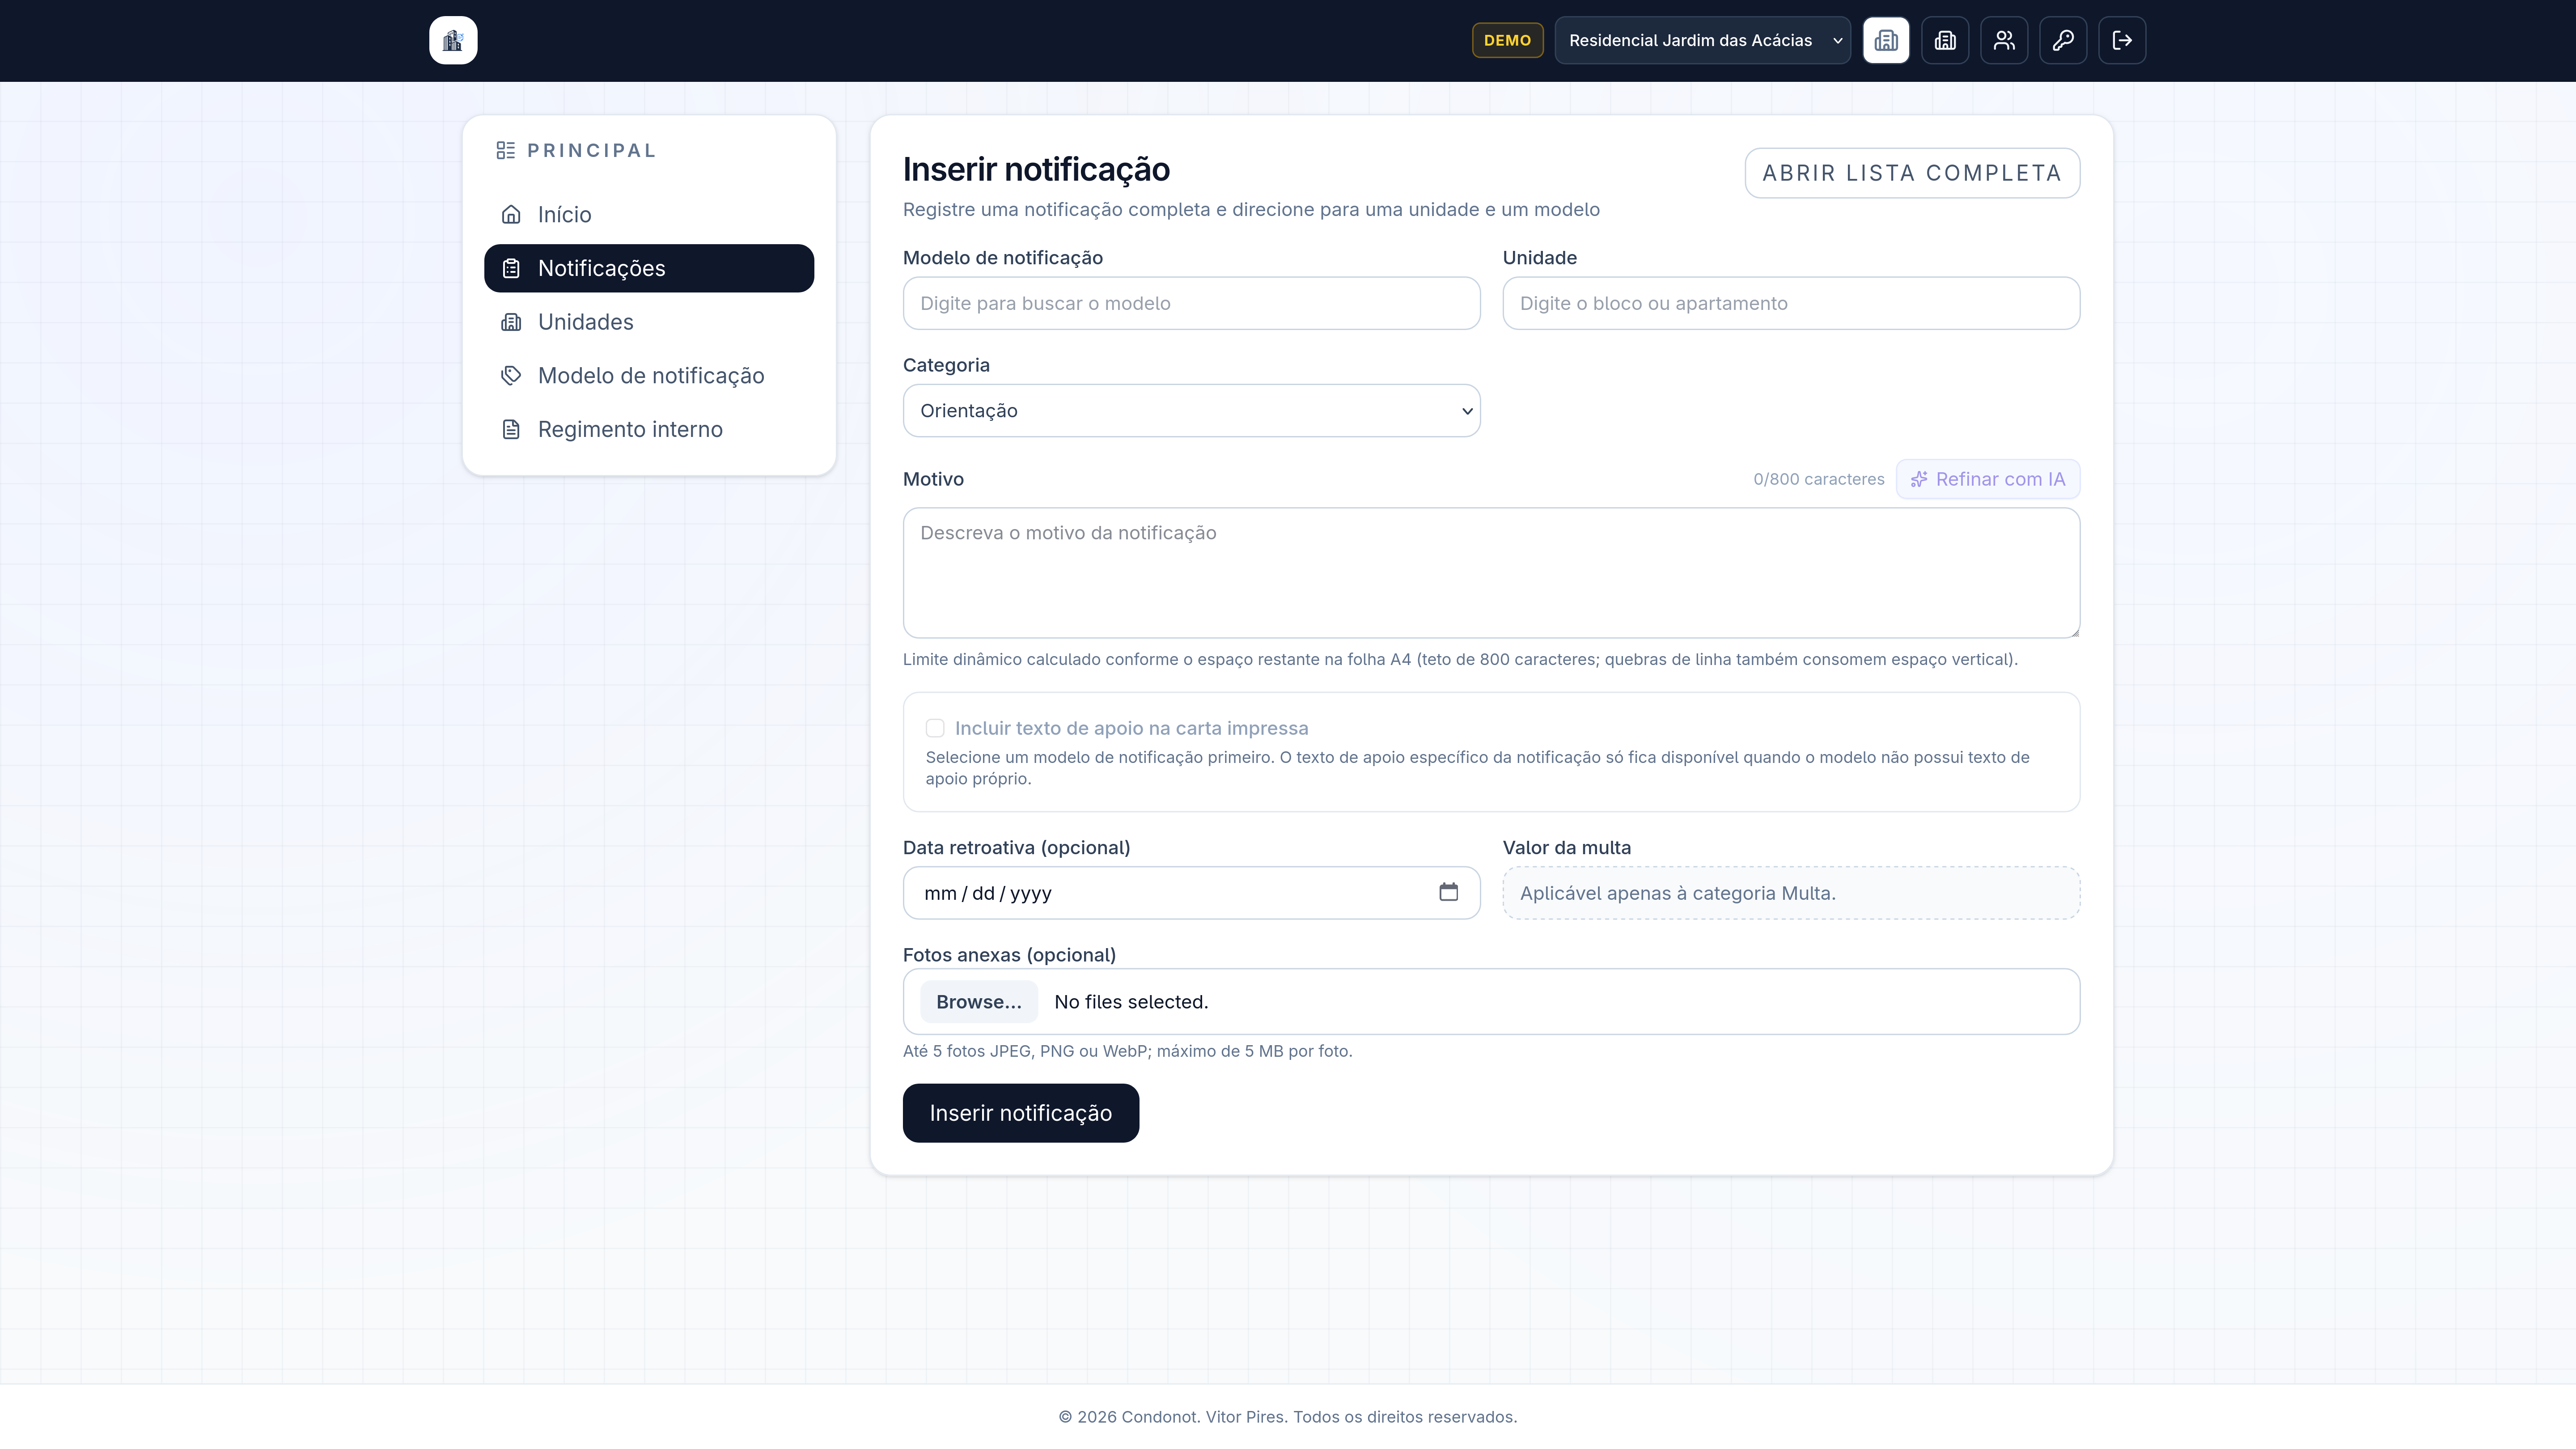 DEMO
Residencial Jardim das Acácias
PRINCIPAL
Início
Notificações
Unidades
Modelo de notificação
Regimento interno
Inserir notificação
ABRIR LISTA COMPLETA
Registre uma notificação completa e direcione para uma unidade e um modelo
Modelo de notificação
Unidade
Digite para buscar o modelo
Digite o bloco ou apartamento
Categoria
Orientação
Motivo
0/800 caracteres
Refinar com IA
Descreva o motivo da notificação
Limite dinâmico calculado conforme o espaço restante na folha A4 (teto de 800 caracteres; quebras de linha também consomem espaço vertical).
Incluir texto de apoio na carta impressa
Selecione um modelo de notificação primeiro. O texto de apoio específico da notificação só fica disponível quando o modelo não possui texto de
apoio próprio.
Data retroativa (opcional)
Valor da multa
mm / dd / yyyy
Aplicável apenas à categoria Multa.
Fotos anexas (opcional)
Browse...
No files selected.
Até 5 fotos JPEG, PNG ou WebP; máximo de 5 MB por foto.
Inserir notificação
© 2026 Condonot. Vitor Pires. Todos os direitos reservados.